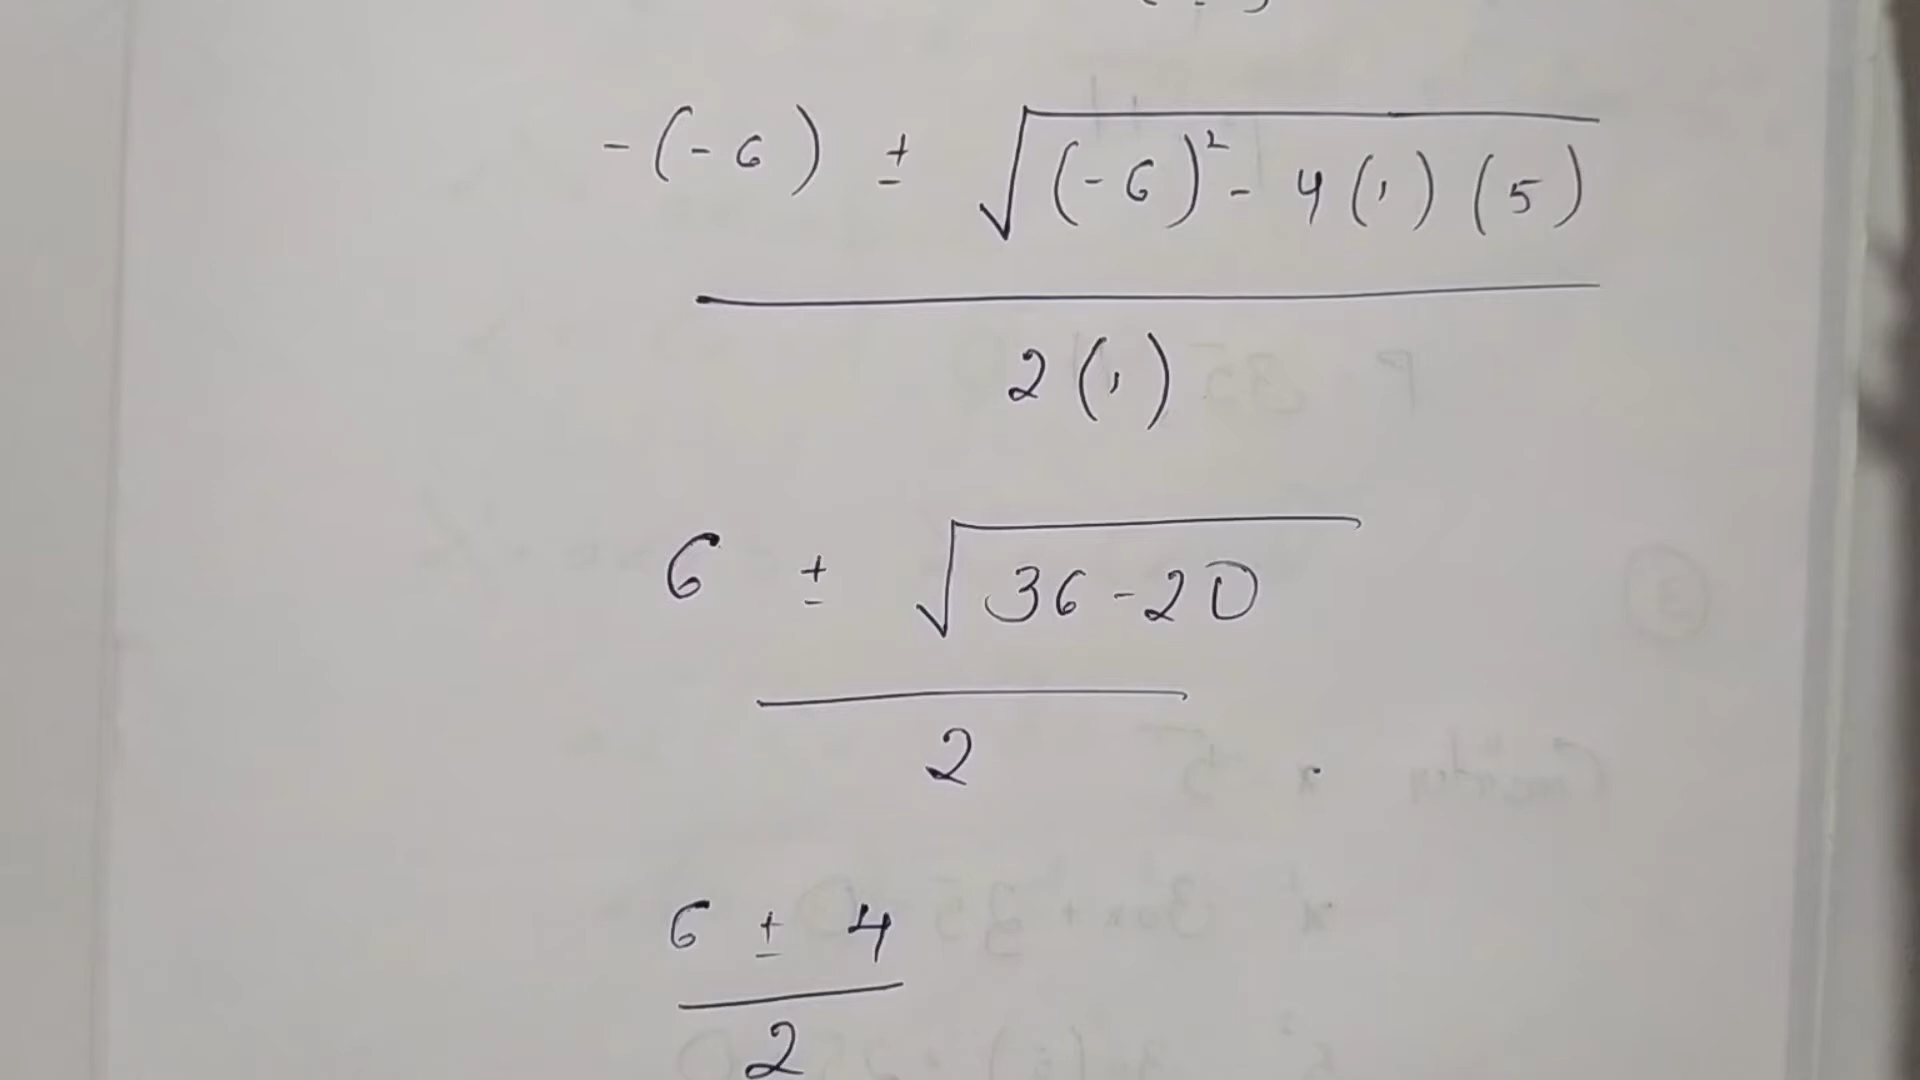 -(-6) ± √(-6)² - 4(1)(5)
2(1)
6 ± √36-20
2
6 ± 4
2